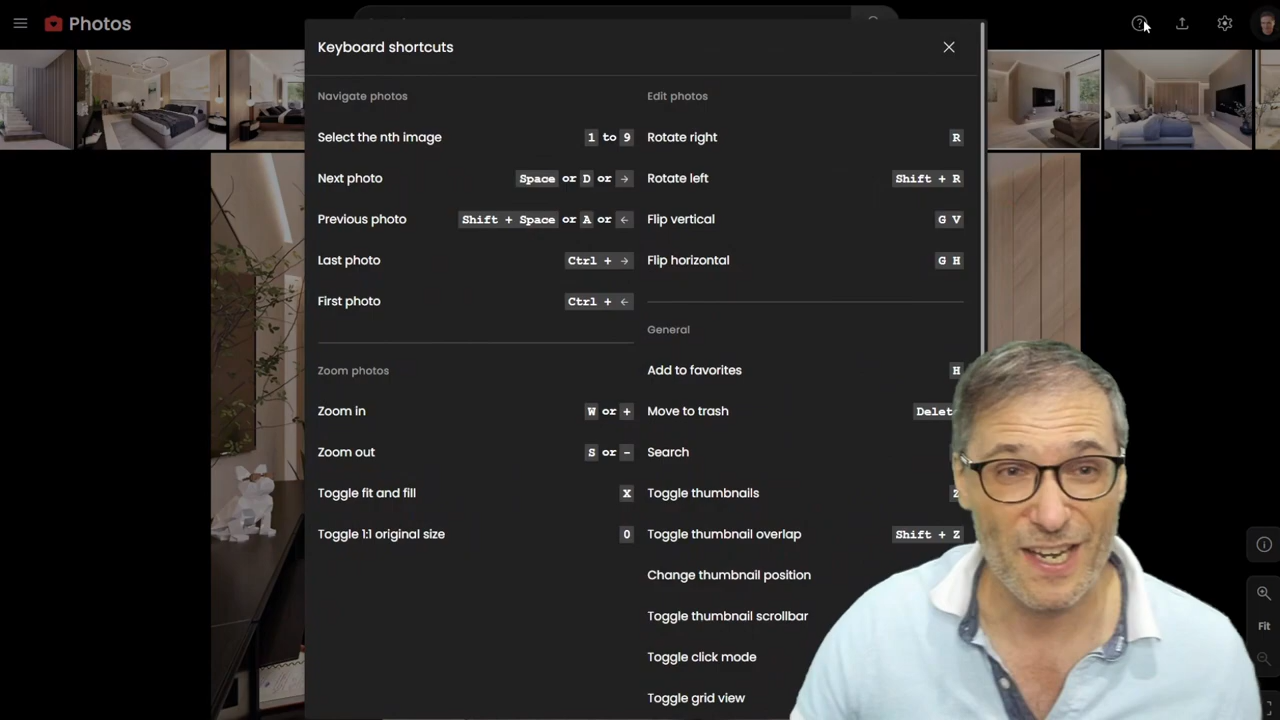 Photos
Keyboard shortcuts
Navigate photos
Select the nth image 1 to 9
Next photo Space or D or →
Previous photo Shift + Space or A or ←
Last photo Ctrl + →
First photo Ctrl + ←
Zoom photos
Zoom in W or +
Zoom out S or -
Toggle fit and fill X
Toggle 1:1 original size 0
Edit photos
Rotate right R
Rotate left Shift + R
Flip vertical G V
Flip horizontal G H
General
Add to favorites H
Move to trash
Search
Toggle thumbnails Z
Toggle thumbnail overlap Shift + Z
Change thumbnail position
Toggle thumbnail scrollbar
Toggle click mode
Toggle grid view
Fit